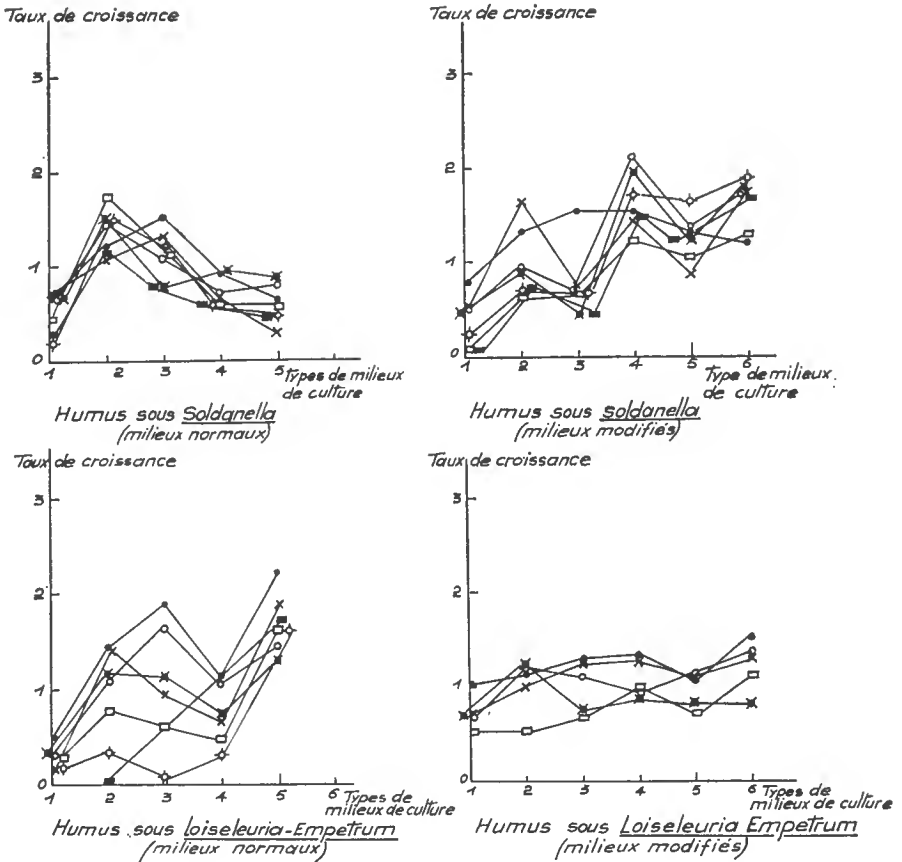 Taux de croissance
3
2
1
0
1 2 3 4 5
Types de milieux
de culture
Humus sous Soldanella
(milieux normaux)
Taux de croissance
3
2
1
0
1 2 3 4 5 6
Type de milieux
de culture
Humus sous soldanella
(milieux modifiés)
Taux de croissance
3
2
1
0
1 2 3 4 5 6
Types de
milieux de culture
Humus sous Loiseleuria-Empetrum
(milieux normaux)
Taux de croissance
3
2
1
0
1 2 3 4 5 6
Types de
milieux de culture
Humus sous Loiseleuria Empetrum
(milieux modifiés)